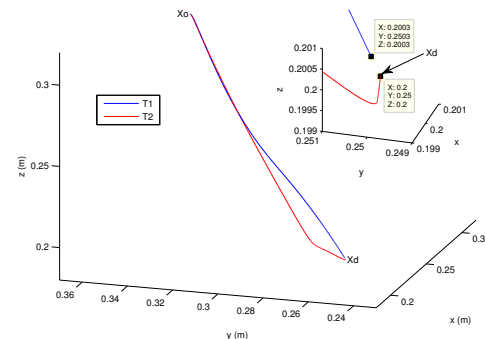 Xo
X: 0.2003
Y: 0.2503
Z: 0.2003
Xd
X: 0.2
Y: 0.25
Z: 0.2
0.201
0.2005
0.2
0.1995
0.199
z
0.251
0.25
0.249
y
0.199
0.2
0.201
x
T1
T2
0.3
0.25
0.2
z (m)
Xd
0.36
0.34
0.32
0.3
0.28
0.26
0.24
y (m)
0.2
0.25
0.3
x (m)